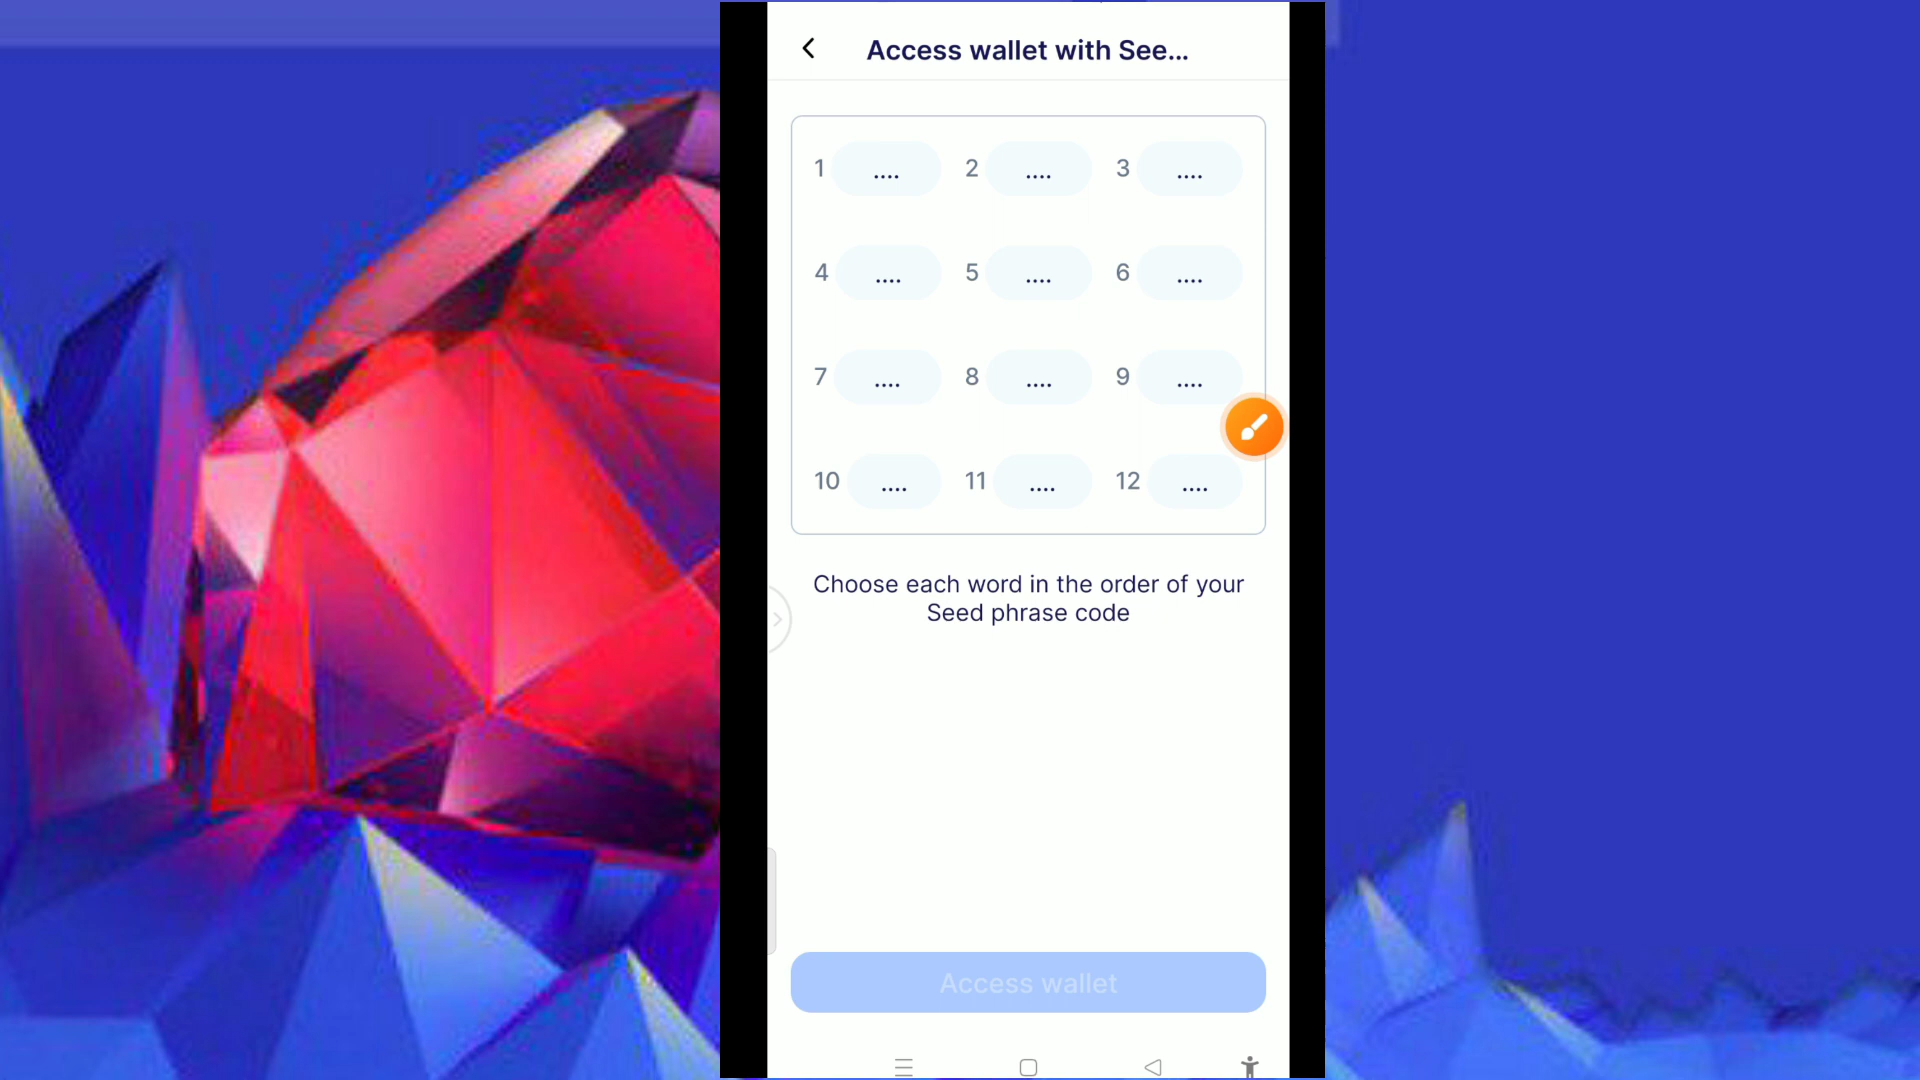 Access wallet with See...
1 .... 2 .... 3 ....
4 .... 5 .... 6 ....
7 .... 8 .... 9 ....
10 .... 11 .... 12 ....
Choose each word in the order of your
Seed phrase code
Access wallet